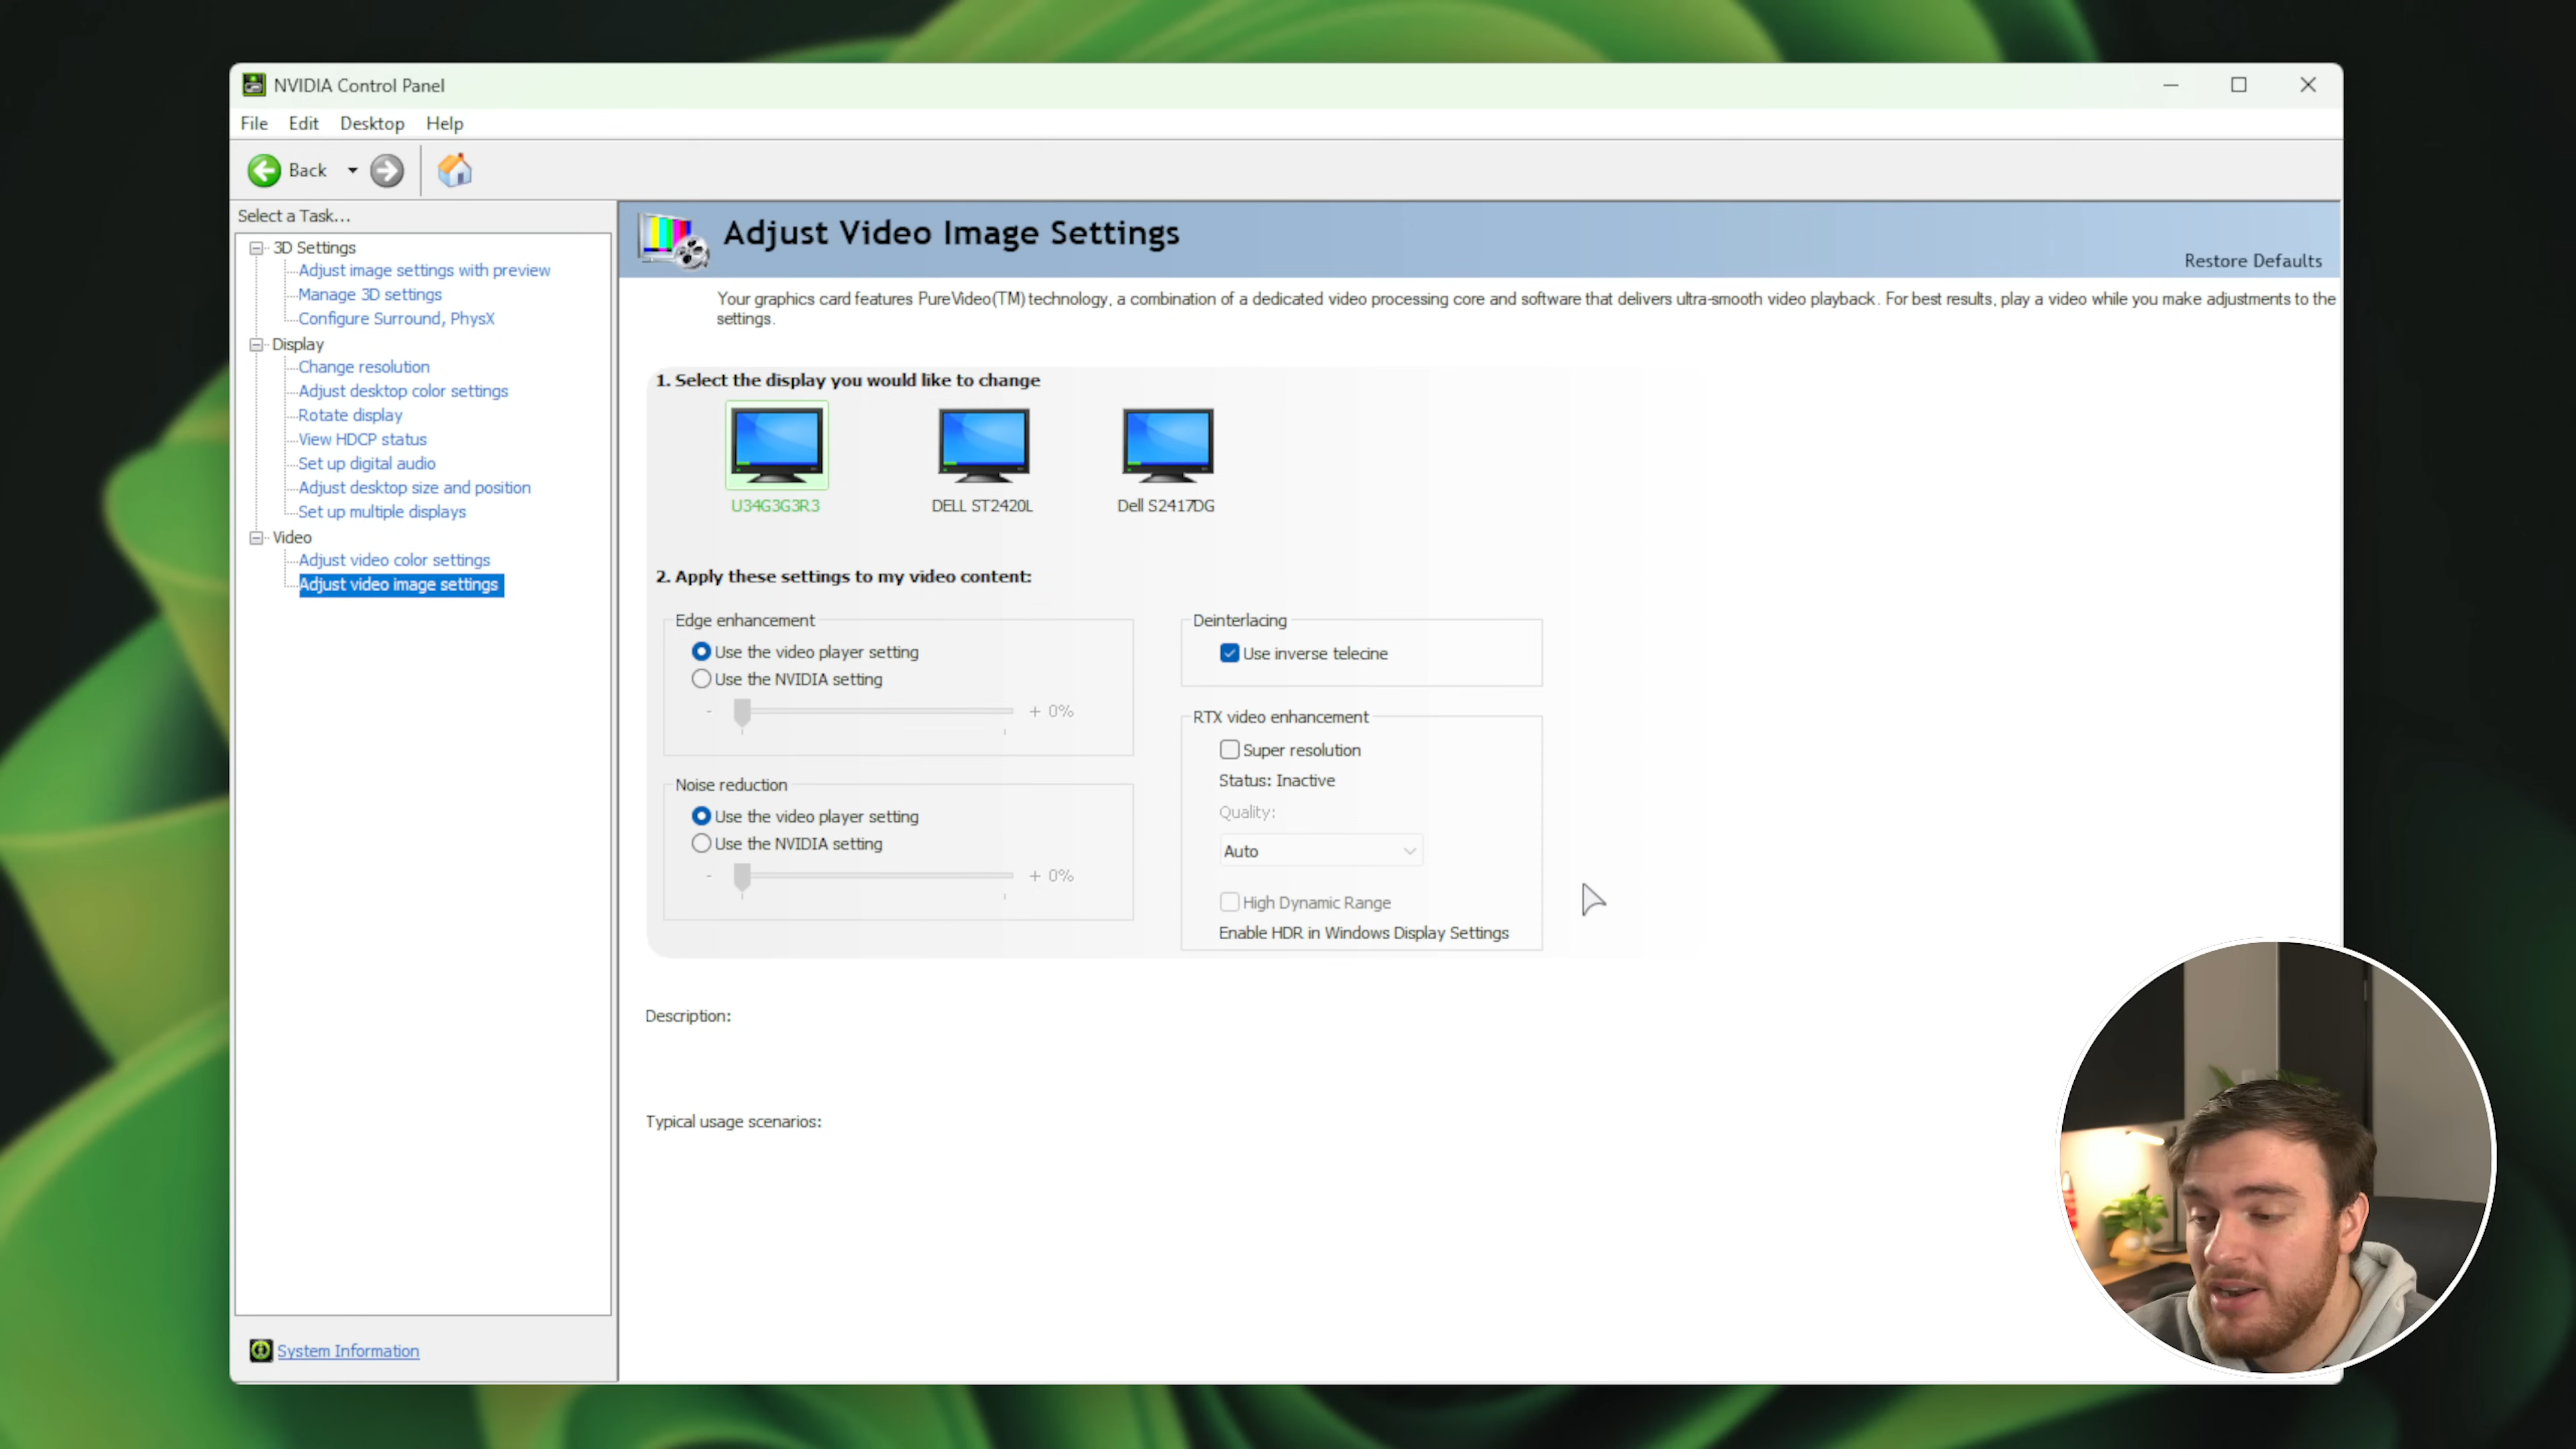 NVIDIA Control Panel
File Edit Desktop Help
Back
Select a Task...
3D Settings
Adjust image settings with preview
Manage 3D settings
Configure Surround, PhysX
Display
Change resolution
Adjust desktop color settings
Rotate display
View HDCP status
Set up digital audio
Adjust desktop size and position
Set up multiple displays
Video
Adjust video color settings
Adjust video image settings
System Information
Adjust Video Image Settings
Restore Defaults
Your graphics card features PureVideo(TM) technology, a combination of a dedicated video processing core and software that delivers ultra-smooth video playback. For best results, play a video while you make adjustments to the
settings.
1. Select the display you would like to change
U34G3G3R3 DELL ST2420L Dell S2417DG
2. Apply these settings to my video content:
Edge enhancement
Use the video player setting
Use the NVIDIA setting
- + 0%
Noise reduction
Use the video player setting
Use the NVIDIA setting
- + 0%
Deinterlacing
Use inverse telecine
RTX video enhancement
Super resolution
Status: Inactive
Quality:
Auto
High Dynamic Range
Enable HDR in Windows Display Settings
Description:
Typical usage scenarios: